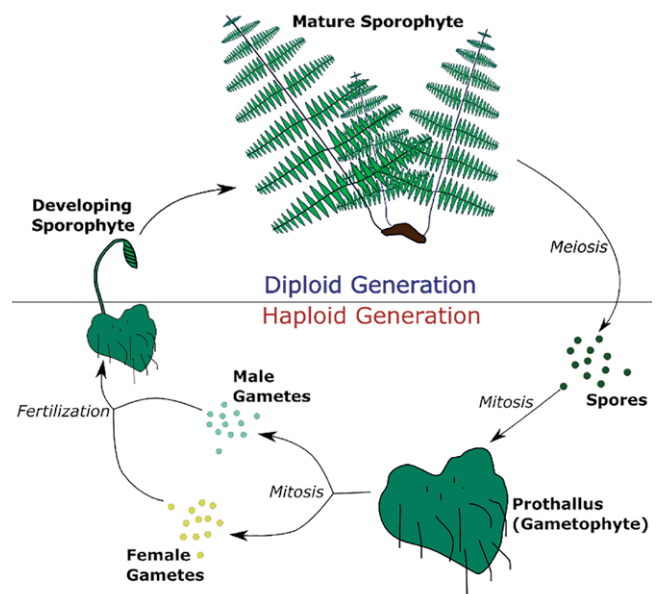 Mature Sporophyte
Developing
Sporophyte
Meiosis
Diploid Generation
Haploid Generation
Male
Gametes
Mitosis
Spores
Fertilization
Mitosis
Prothallus
(Gametophyte)
Female
Gametes